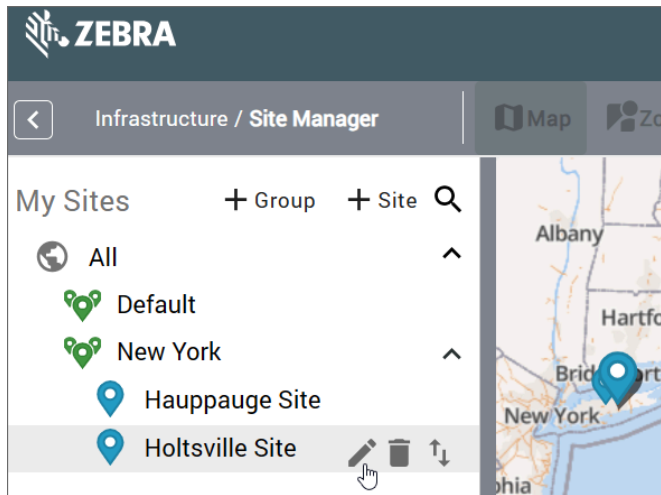 ZEBRA
Infrastructure / Site Manager
Map
My Sites
+ Group
+ Site
All
Default
New York
Hauppauge Site
Holtsville Site
Albany
New York